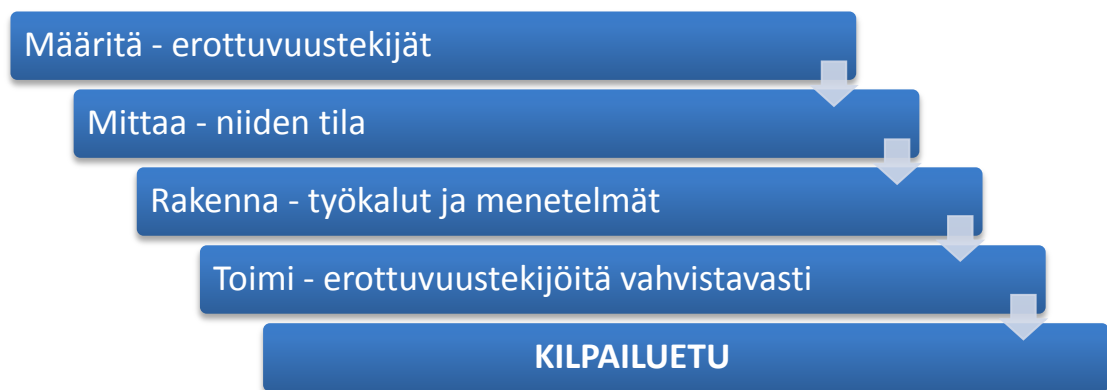 Määritä - erottuvuustekijät
Mittaa - niiden tila
Rakenna - työkalut ja menetelmät
Toimi - erottuvuustekijöitä vahvistavasti
KILPAILUETU